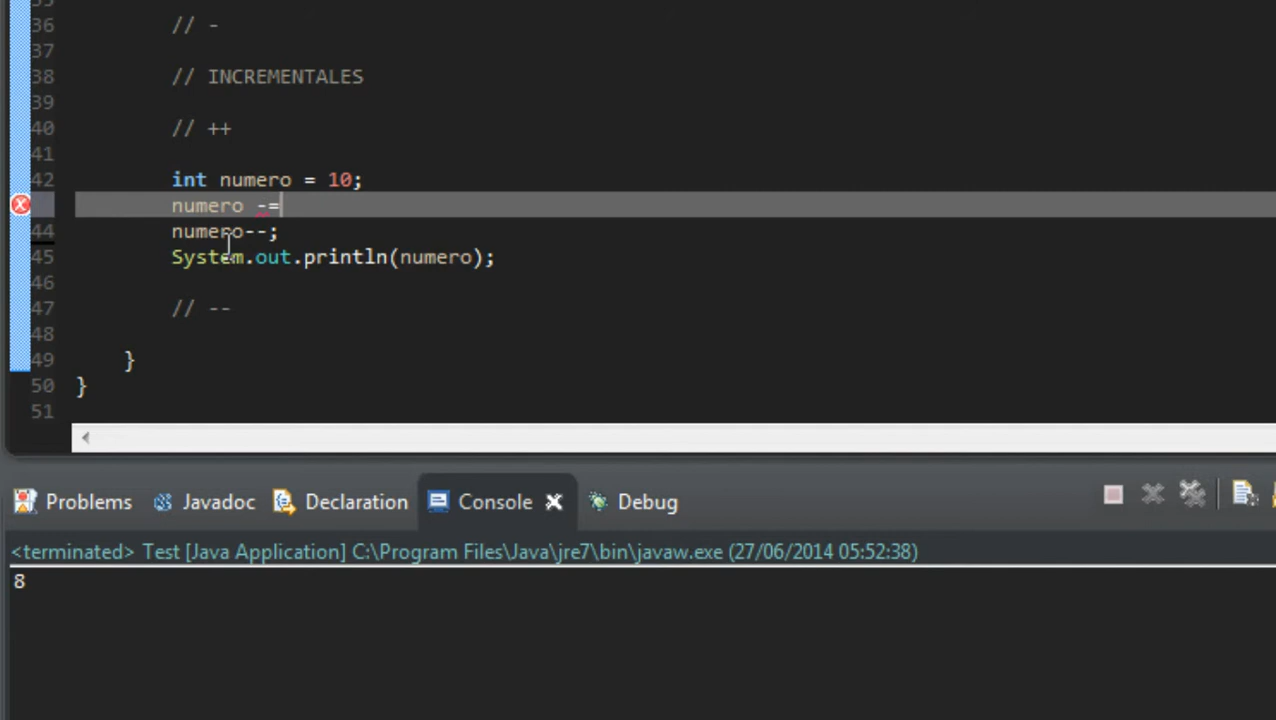 36 // -
37
38 // INCREMENTALES
39
40 // ++
41
42 int numero = 10;
numero -=
44 numero--;
45 System.out.println(numero);
46
47 // --
48
49 }
50 }
51
Problems Javadoc Declaration Console Debug
<terminated> Test [Java Application] C:\Program Files\Java\jre7\bin\javaw.exe (27/06/2014 05:52:38)
8